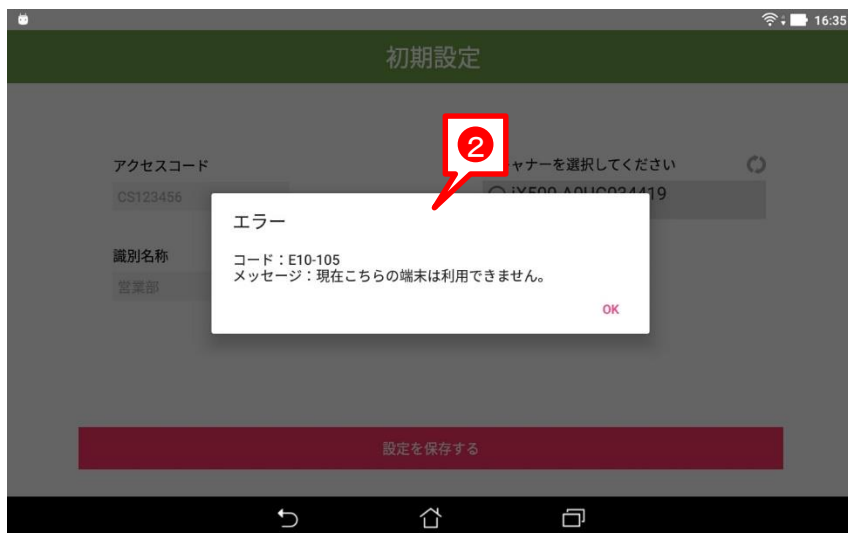 16:35
初期設定
2
アクセスコード
ャナーを選択してください
CS123456
エラー
識別名称
コード：E10-105
メッセージ：現在こちらの端末は利用できません。
営業部
OK
設定を保存する